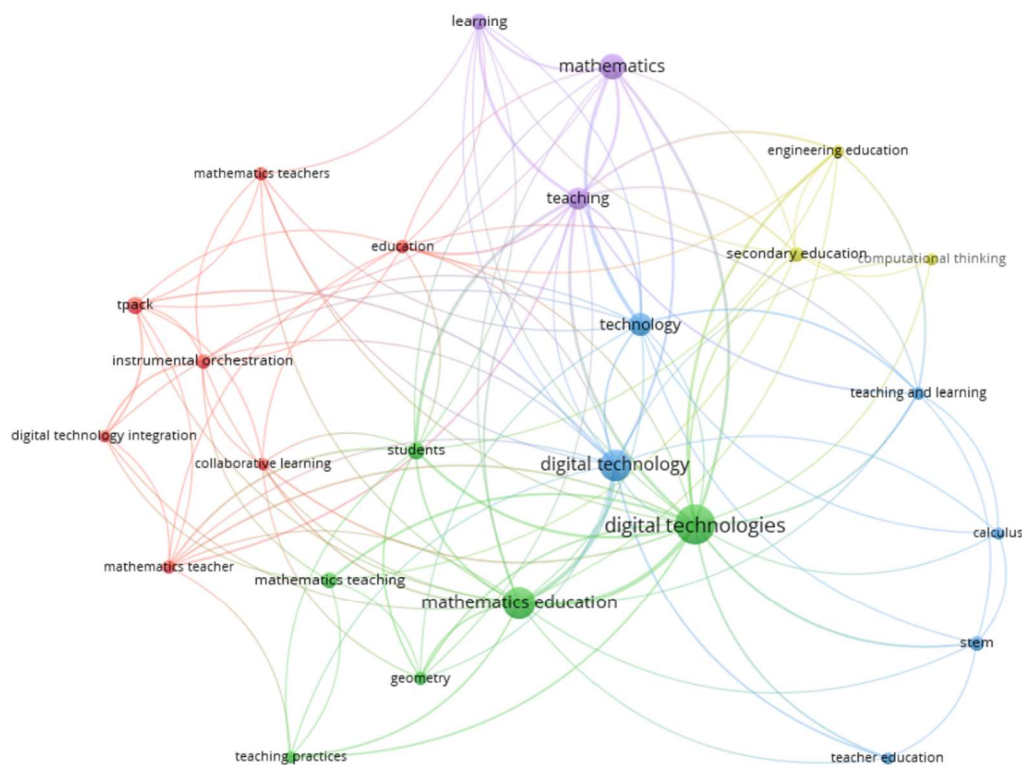 learning
mathematics
engineering education
mathematics teachers
teaching
education
secondary education
computational thinking
tpack
technology
instrumental orchestration
teaching and learning
digital technology integration
students
collaborative learning
digital technology
digital technologies
calculus
mathematics teacher
mathematics teaching
mathematics education
stem
geometry
teaching practices
teacher education